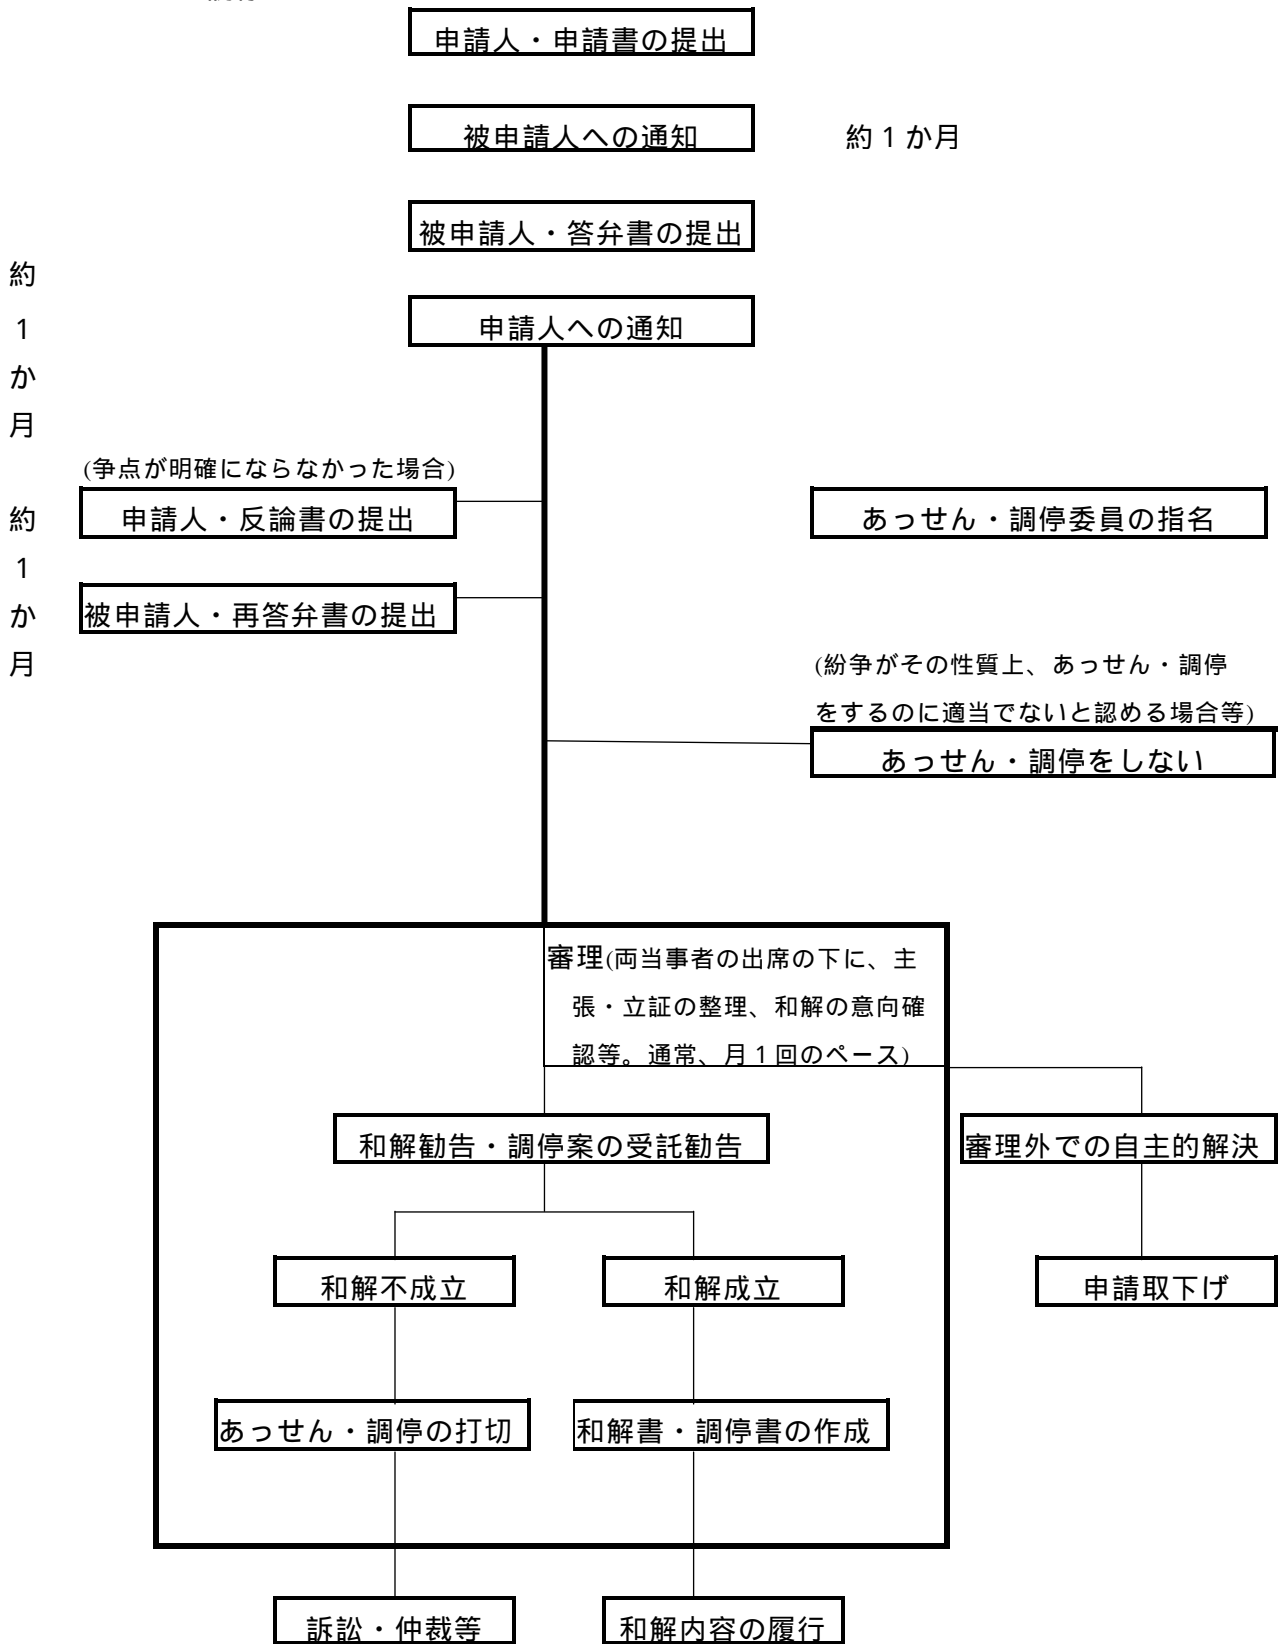 申請人・申請書の提出
被申請人への通知
約1か月
被申請人・答弁書の提出
約1か月
申請人への通知
(争点が明確にならなかった場合)
申請人・反論書の提出
あっせん・調停委員の指名
約1か月
被申請人・再答弁書の提出
(紛争がその性質上、あっせん・調停
をするのに適当でないと認める場合等)
あっせん・調停をしない
審理(両当事者の出席の下に、主
張・立証の整理、和解の意向確
認等。通常、月1回のペース)
和解勧告・調停案の受託勧告
審理外での自主的解決
和解不成立
和解成立
申請取下げ
あっせん・調停の打切
和解書・調停書の作成
訴訟・仲裁等
和解内容の履行